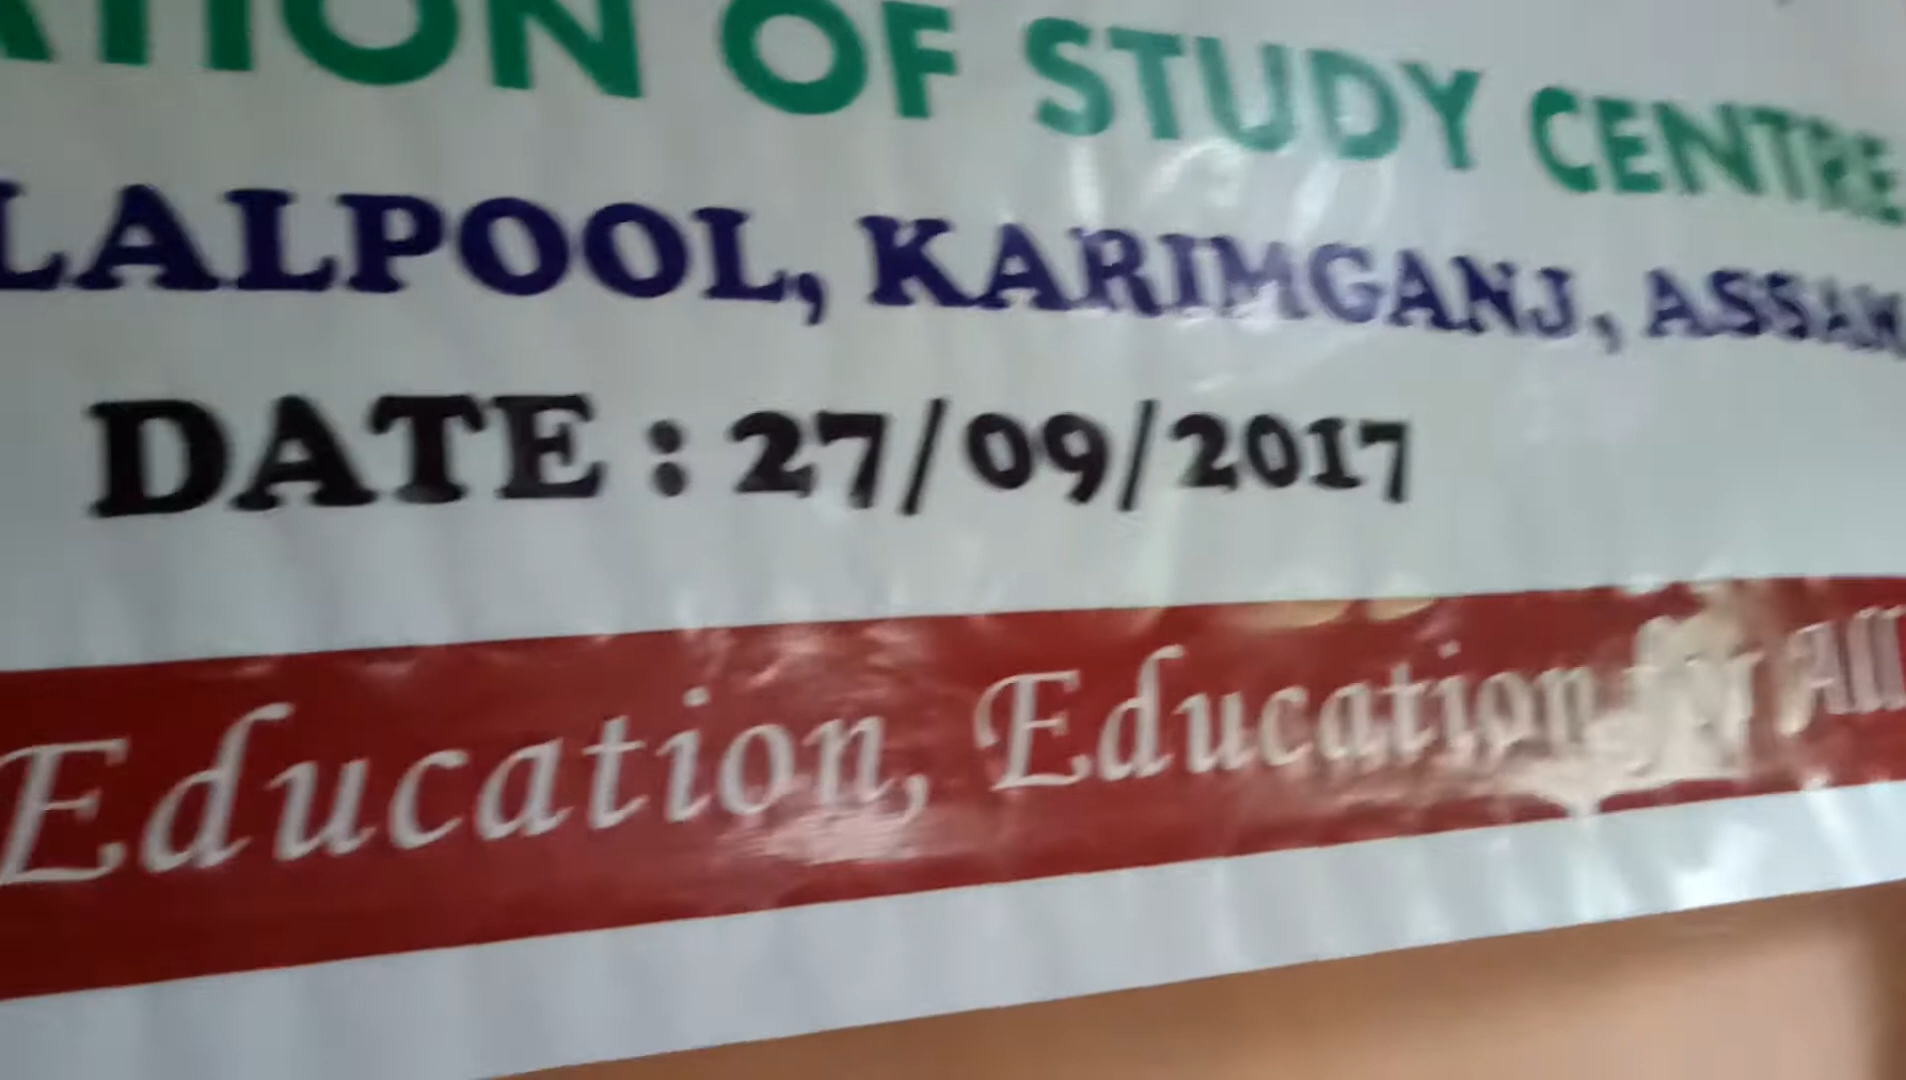 ATION OF STUDY CENTRE
LALPOOL, KARIMGANJ, ASSAM
DATE : 27/09/2017
Education, Education for All